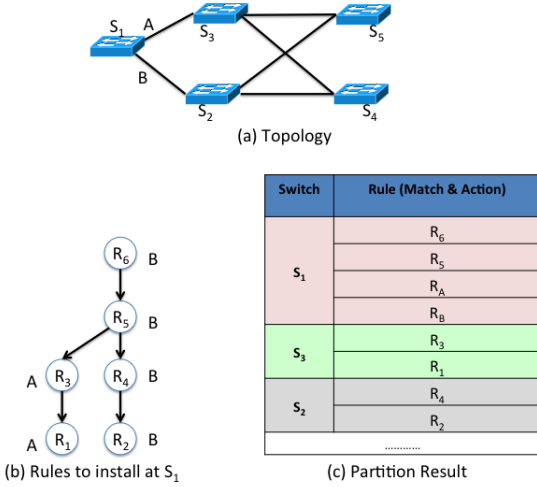 S1
A
S3
S5
B
S2
S4
(a) Topology
R6 B
R5 B
A R3 R4 B
A R1 R2 B
(b) Rules to install at S1
Switch Rule (Match & Action)
S1
R6
R5
RA
RB
S3
R3
R1
S2
R4
R2
............
(c) Partition Result